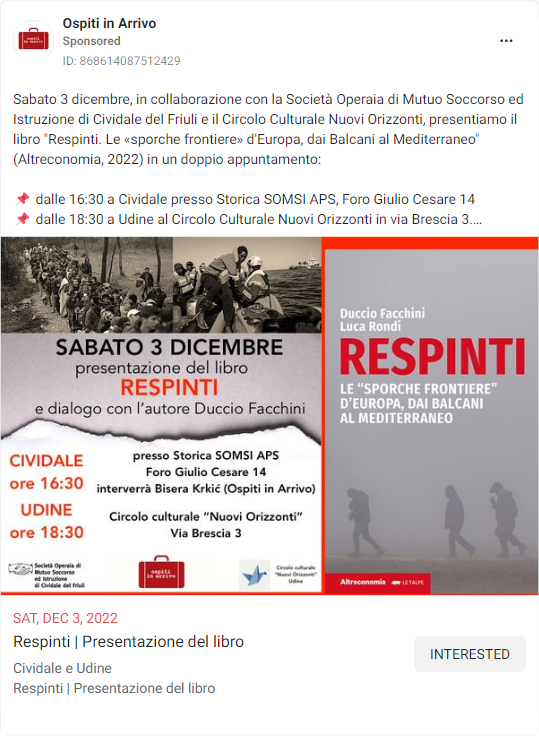 ospiti
in arrivo
Ospiti in Arrivo
Sponsored
ID: 868614087512429
Sabato 3 dicembre, in collaborazione con la Società Operaia di Mutuo Soccorso ed
Istruzione di Cividale del Friuli e il Circolo Culturale Nuovi Orizzonti, presentiamo il
libro "Respinti. Le «sporche frontiere» d'Europa, dai Balcani al Mediterraneo"
(Altreconomia, 2022) in un doppio appuntamento:
📌 dalle 16:30 a Cividale presso Storica SOMSI APS, Foro Giulio Cesare 14
📌 dalle 18:30 a Udine al Circolo Culturale Nuovi Orizzonti in via Brescia 3.…
SABATO 3 DICEMBRE
presentazione del libro
RESPINTI
e dialogo con l'autore Duccio Facchini
CIVIDALE
ore 16:30
presso Storica SOMSI APS
Foro Giulio Cesare 14
interverrà Bisera Krkić (Ospiti in Arrivo)
UDINE
ore 18:30
Circolo culturale "Nuovi Orizzonti"
Via Brescia 3
Società Operaia di
Mutuo Soccorso
ed Istruzione
di Cividale del Friuli
ospiti
in arrivo
Circolo culturale
"Nuovi Orizzonti"
Udine
Duccio Facchini
Luca Rondi
RESPINTI
LE "SPORCHE FRONTIERE"
D'EUROPA, DAI BALCANI
AL MEDITERRANEO
Altreconomia LE TALPE
SAT, DEC 3, 2022
Respinti | Presentazione del libro
Cividale e Udine
Respinti | Presentazione del libro
INTERESTED